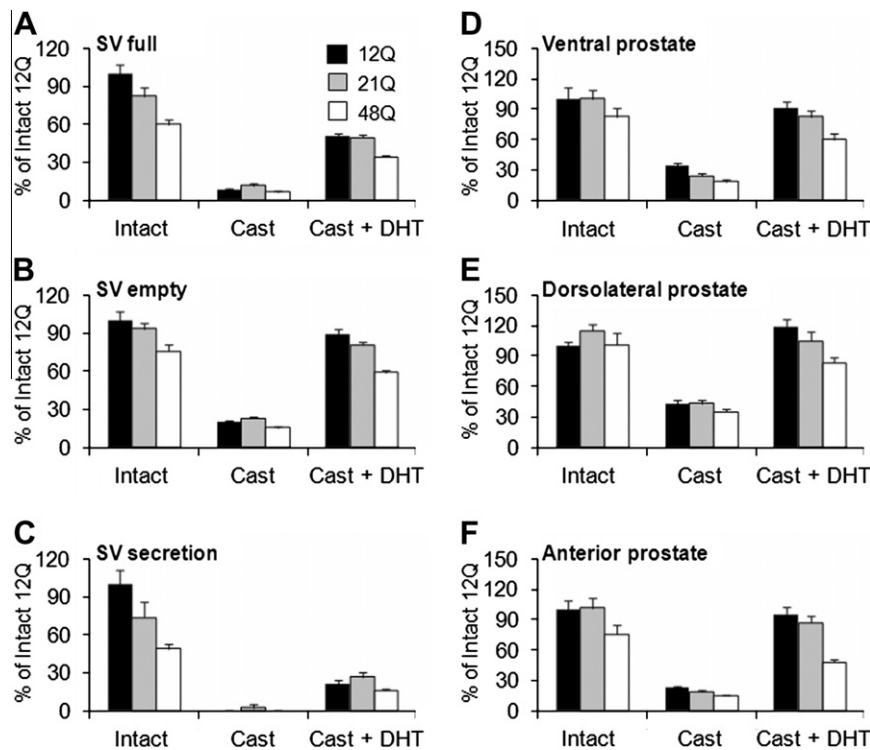 A
SV full
% of Intact 12Q
120
90
60
30
0
12Q
21Q
48Q
Intact Cast Cast + DHT
B
SV empty
% of Intact 12Q
120
90
60
30
0
Intact Cast Cast + DHT
C
SV secretion
% of Intact 12Q
120
90
60
30
0
Intact Cast Cast + DHT
D
Ventral prostate
% of Intact 12Q
150
120
90
60
30
0
Intact Cast Cast + DHT
E
Dorsolateral prostate
% of Intact 12Q
150
120
90
60
30
0
Intact Cast Cast + DHT
F
Anterior prostate
% of Intact 12Q
150
120
90
60
30
0
Intact Cast Cast + DHT